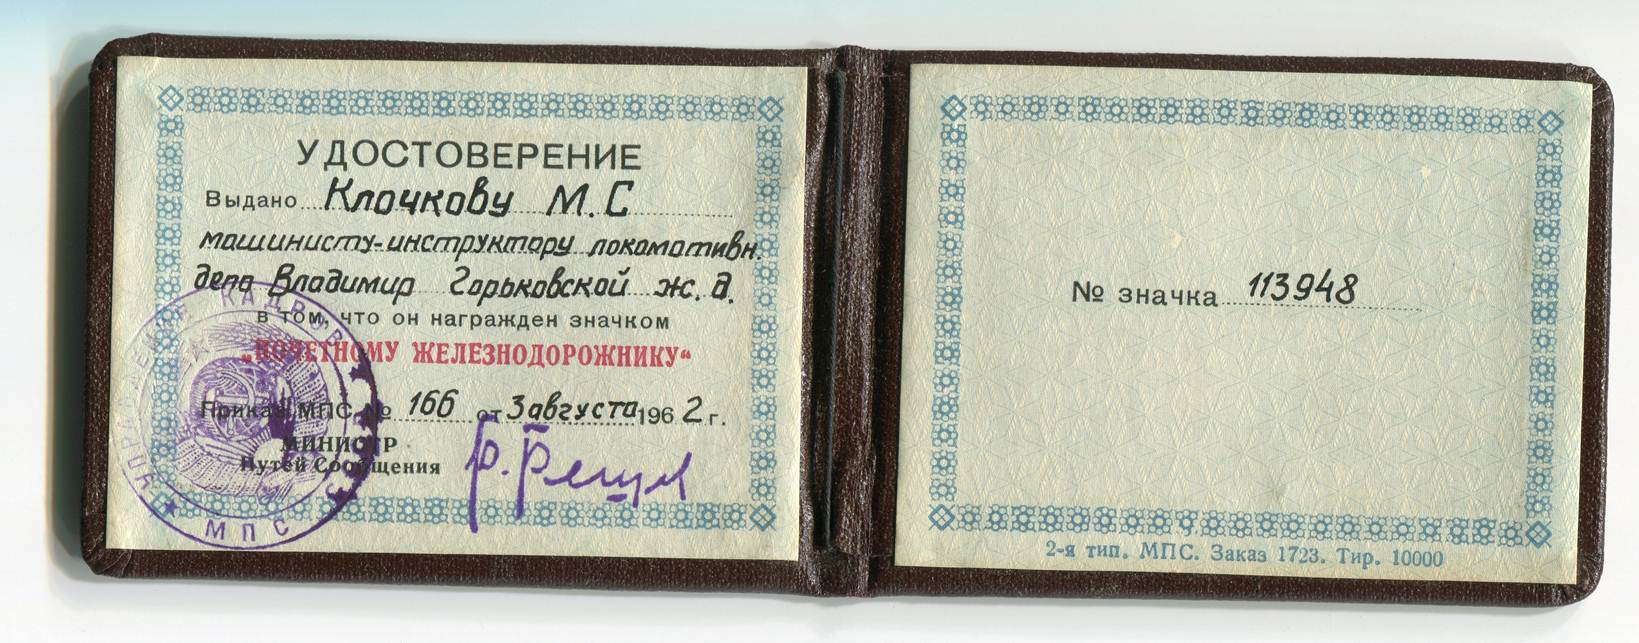 УДОСТОВЕРЕНИЕ
Выдано Клочкову М.С
машинисту-инструктору локомотивн.
депо Владимир Горьковской ж.д.
в том, что он награжден значком
„ПОЧЕТНОМУ ЖЕЛЕЗНОДОРОЖНИКУ“
Приказ МПС № 166 от 3 августа 1962 г.
МИНИСТР
Путей Сообщения
КАДРОВ
МПС
№ значка 113948
2-я тип. МПС. Заказ 1723. Тир. 10000